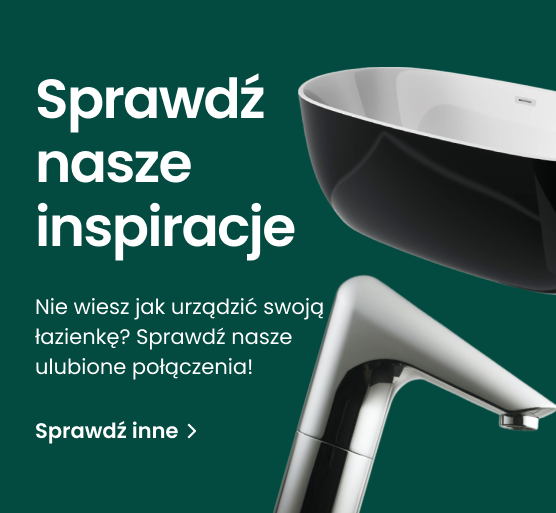 Sprawdź
nasze
inspiracje
Nie wiesz jak urządzić swoją
łazienkę? Sprawdź nasze
ulubione połączenia!
Sprawdź inne